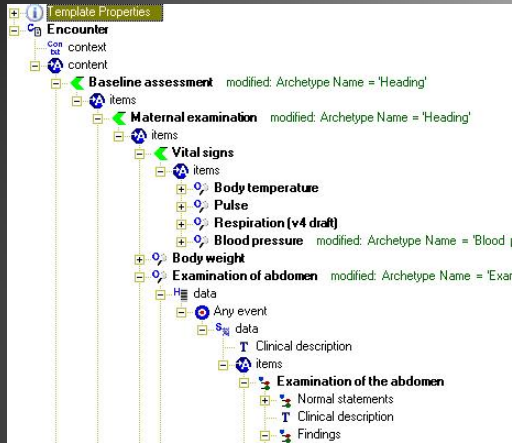 Template Properties
Encounter
context
content
Baseline assessment modified: Archetype Name = 'Heading'
items
Maternal examination modified: Archetype Name = 'Heading'
items
Vital signs
items
Body temperature
Pulse
Respiration (v4 draft)
Blood pressure modified: Archetype Name = 'Blood p
Body weight
Examination of abdomen modified: Archetype Name = 'Exar
data
Any event
data
T Clinical description
items
Examination of the abdomen
Normal statements
T Clinical description
Findings